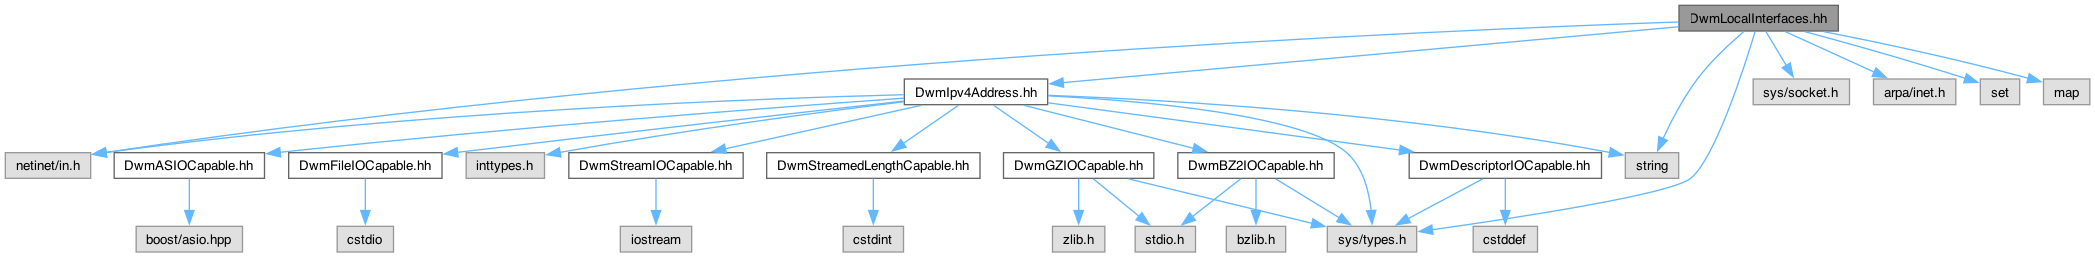 DwmLocalInterfaces.hh
DwmIpv4Address.hh
sys/socket.h
arpa/inet.h
set
map
netinet/in.h
DwmASIOCapable.hh
DwmFileIOCapable.hh
inttypes.h
DwmStreamIOCapable.hh
DwmStreamedLengthCapable.hh
DwmGZIOCapable.hh
DwmBZ2IOCapable.hh
DwmDescriptorIOCapable.hh
string
boost/asio.hpp
cstdio
iostream
cstdint
zlib.h
stdio.h
bzlib.h
sys/types.h
cstddef